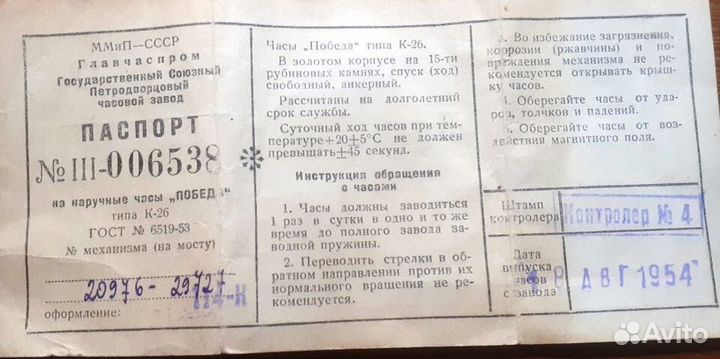 ММиП—СССР
Главчаспром
Государственный Союзный
Петродворцовый
часовой завод
ПАСПОРТ
№ III-006538
на наручные часы „ПОБЕДА“
типа К-26
ГОСТ № 6519-53
№ механизма (на мосту)
20976-29727
оформление:
Часы „Победа“ типа К-26.
В золотом корпусе на 15-ти
рубиновых камнях, спуск (ход)
свободный, анкерный.
Рассчитаны на долголетний
срок службы.
Суточный ход часов при тем-
пературе +20±5°С не должен
превышать ±45 секунд.
Инструкция обращения
с часами
1. Часы должны заводиться
1 раз в сутки в одно и то же
время до полного завода за-
водной пружины.
2. Переводить стрелки в об-
ратном направлении против их
нормального вращения не ре-
комендуется.
3. Во избежание загрязнения,
коррозии (ржавчины) и по-
вреждения механизма не ре-
комендуется открывать крыш-
ку часов.
4. Оберегайте часы от уда-
ров, толчков и падений.
5. Оберегайте часы от воз-
действия магнитного поля.
Штамп
контролера
Контролер № 4
Дата
выпуска
часов
с завода
8 АВГ 1954
Avito